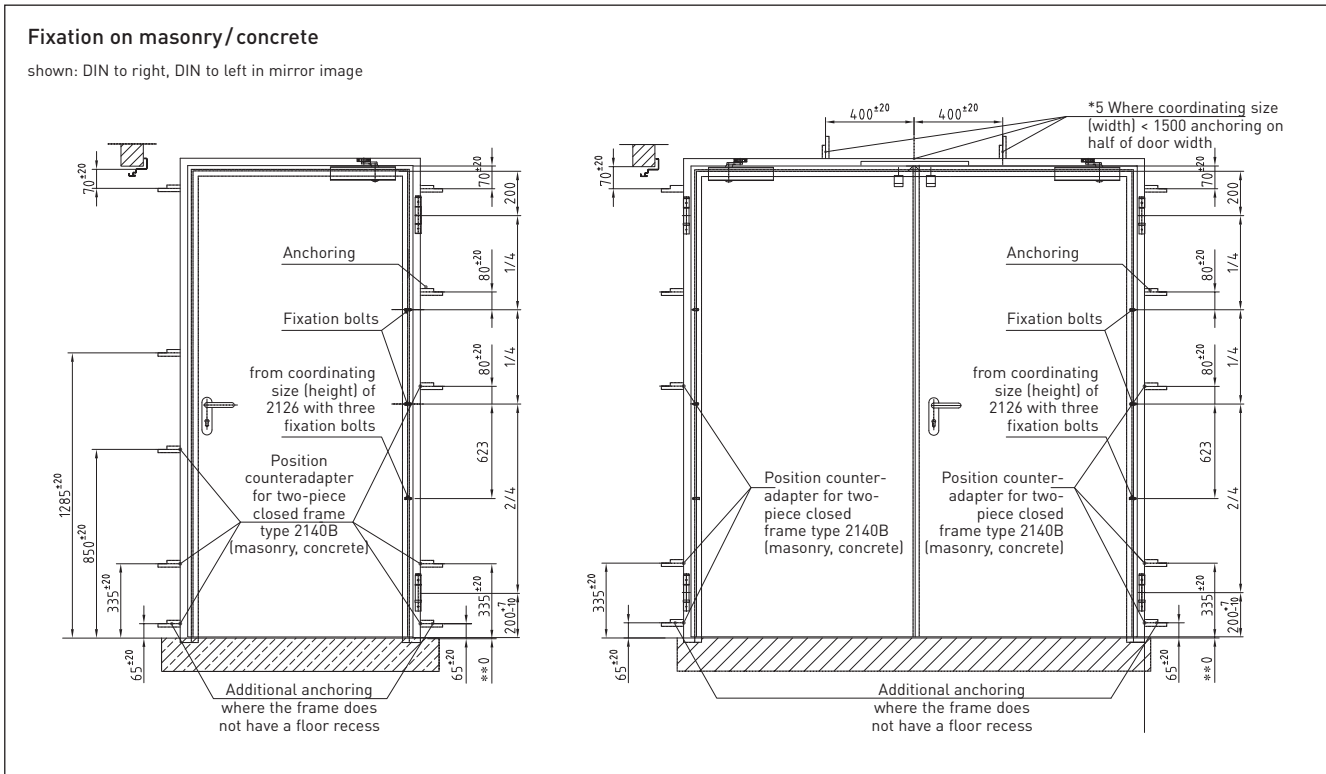 Fixation on masonry/concrete
shown: DIN to right, DIN to left in mirror image
70±20
70±20
200
Anchoring
80±20
1/4
Fixation bolts
from coordinating
size (height) of
2126 with three
fixation bolts
80±20
1/4
623
2/4
Position
counteradapter
for two-piece
closed frame
type 2140B
(masonry, concrete)
1285±20
850±20
335±20
65±20
335±20
200+7-10
65±20
**0
Additional anchoring
where the frame does
not have a floor recess
400±20
400±20
*5 Where coordinating size
(width) < 1500 anchoring on
half of door width
70±20
70±20
200
Anchoring
80±20
1/4
Fixation bolts
from coordinating
size (height) of
2126 with three
fixation bolts
80±20
1/4
623
2/4
Position counter-
adapter for two-
piece closed
frame type 2140B
(masonry, concrete)
Position counter-
adapter for two-
piece closed
frame type 2140B
(masonry, concrete)
335±20
65±20
335±20
200+7-10
65±20
**0
Additional anchoring
where the frame does
not have a floor recess